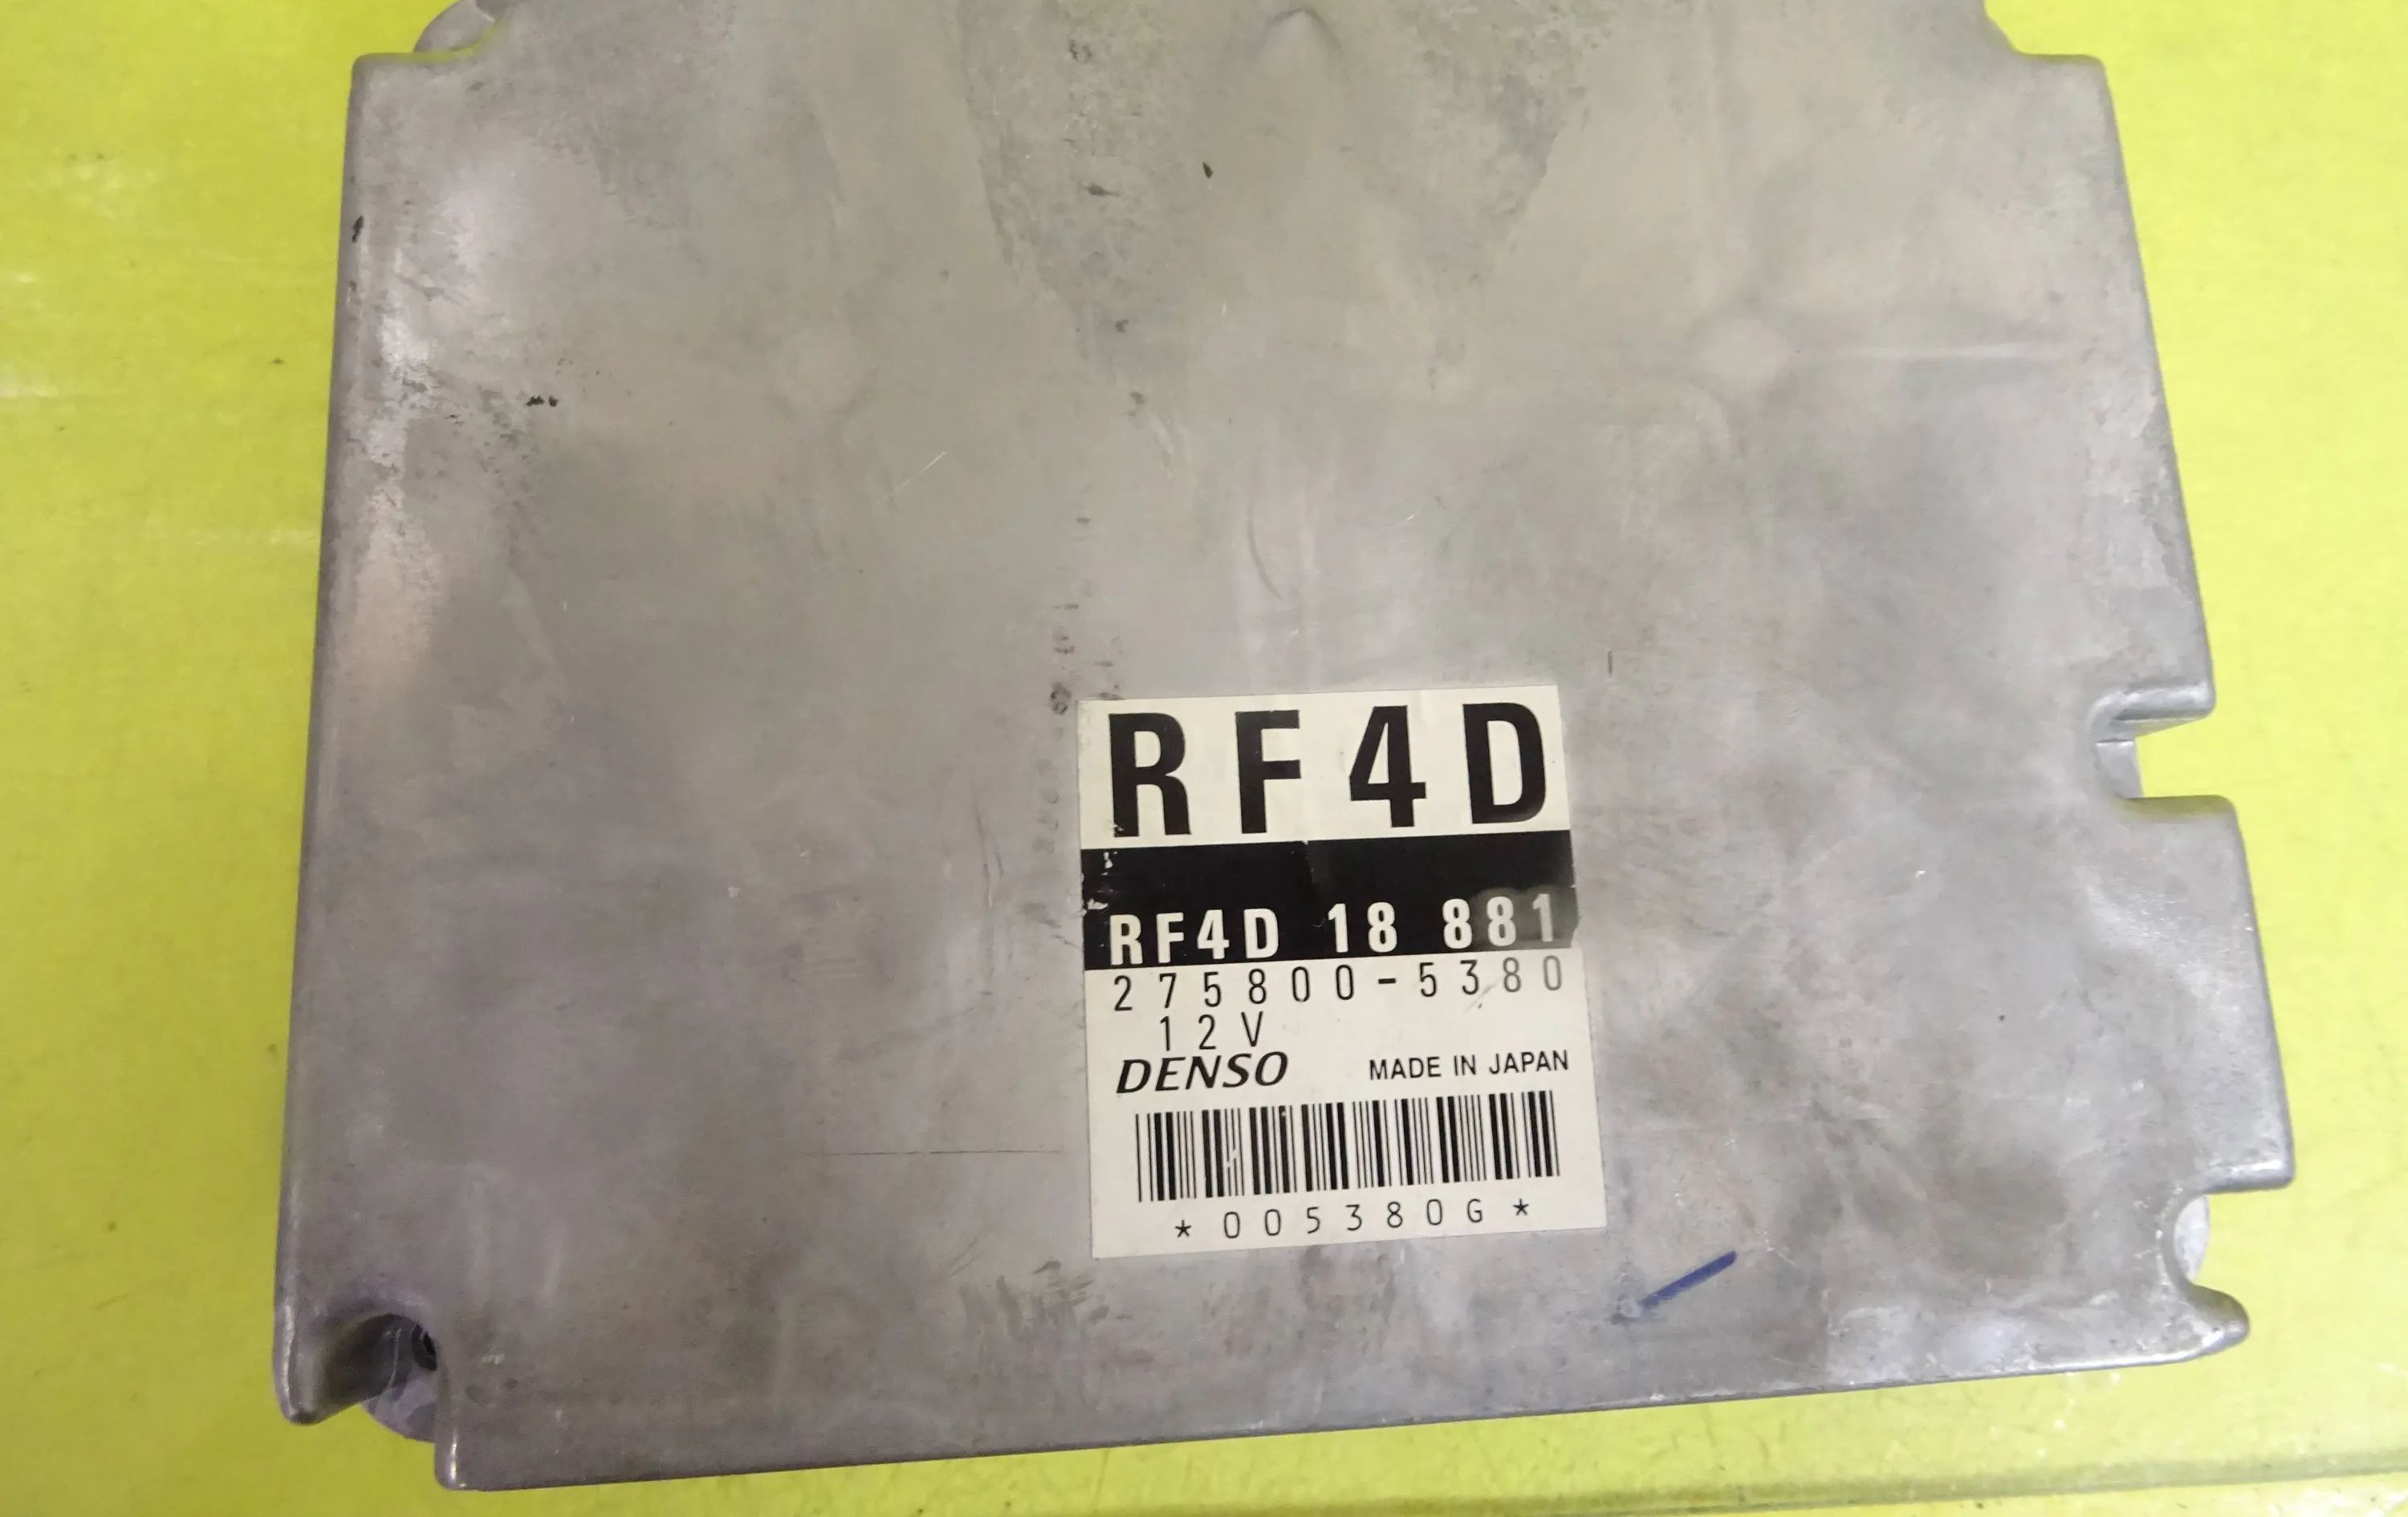 RF4D
RF4D 18 881
275800-5380
12V
DENSO MADE IN JAPAN
*005380G*